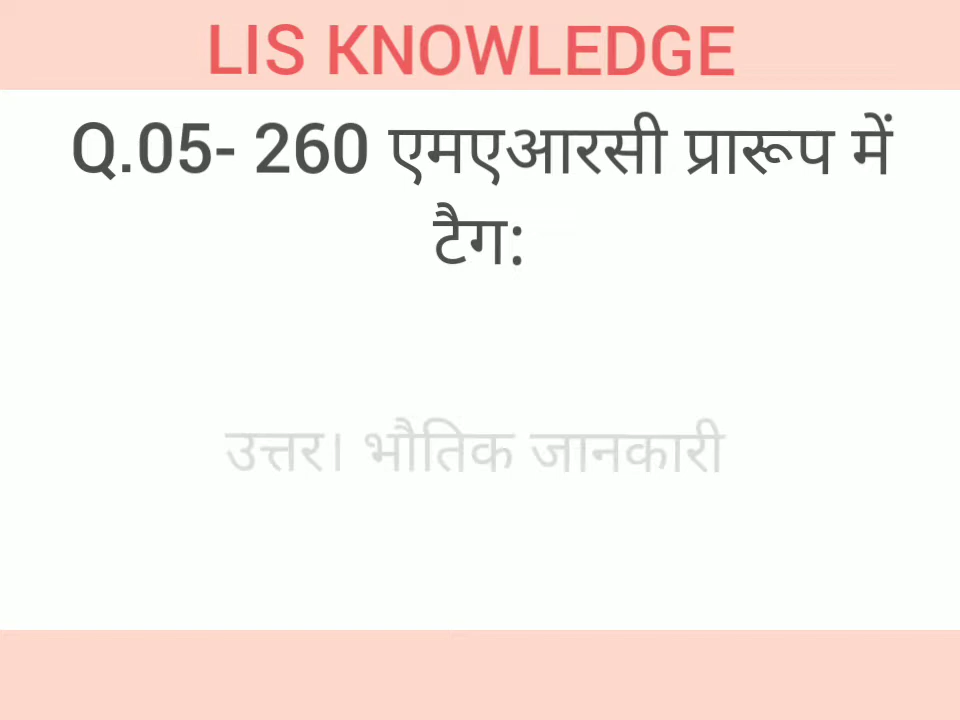 LIS KNOWLEDGE
Q.05- 260 एमएआरसी प्रारूप में
टैग:
उत्तर। भौतिक जानकारी